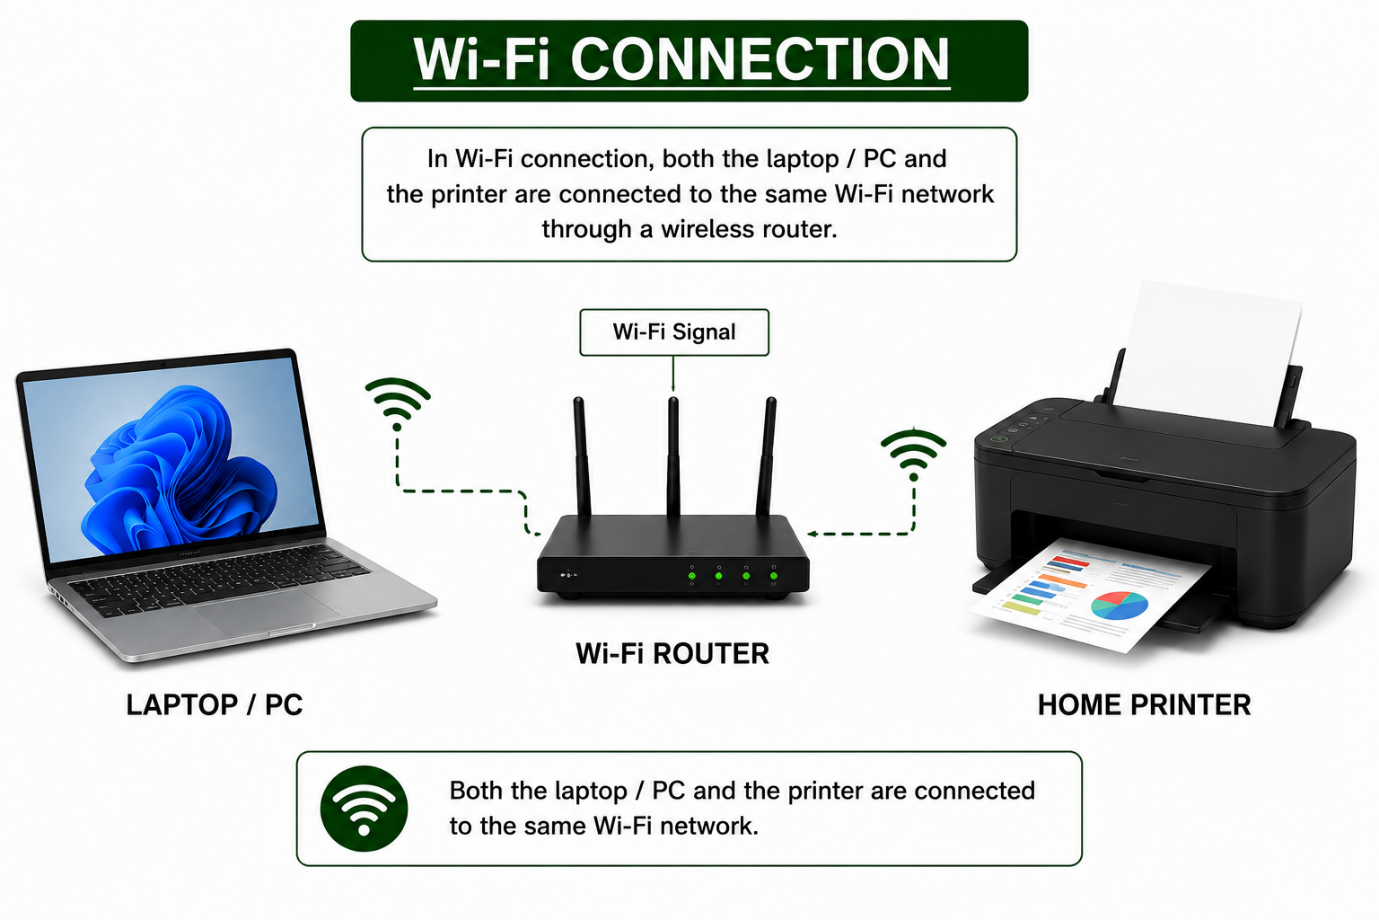 Wi-Fi CONNECTION
In Wi-Fi connection, both the laptop / PC and
the printer are connected to the same Wi-Fi network
through a wireless router.
Wi-Fi Signal
Wi-Fi ROUTER
LAPTOP / PC
HOME PRINTER
Both the laptop / PC and the printer are connected
to the same Wi-Fi network.